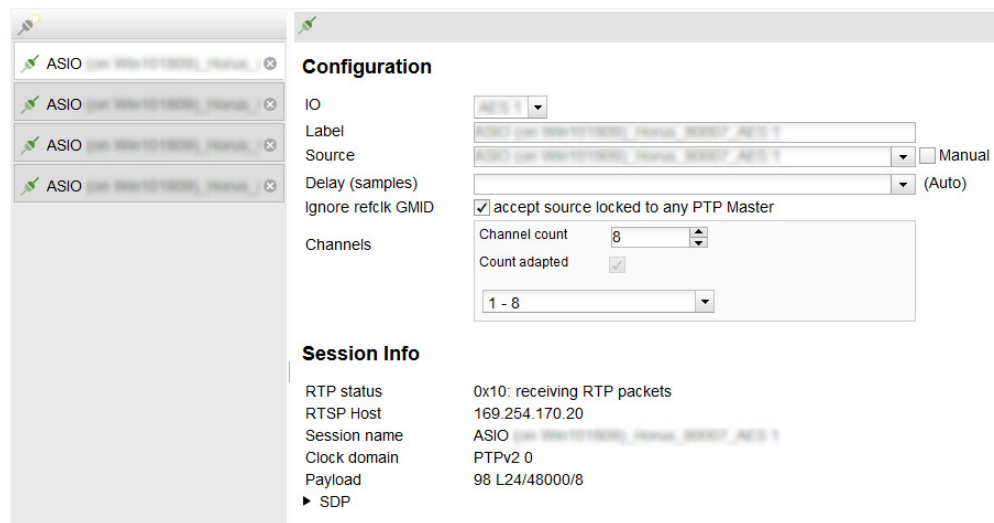 ASIO
ASIO
ASIO
ASIO
Configuration
IO
Label
Source Manual
Delay (samples) (Auto)
Ignore refclk GMID accept source locked to any PTP Master
Channels
Channel count 8
Count adapted
1 - 8
Session Info
RTP status 0x10: receiving RTP packets
RTSP Host 169.254.170.20
Session name ASIO
Clock domain PTPv2 0
Payload 98 L24/48000/8
SDP